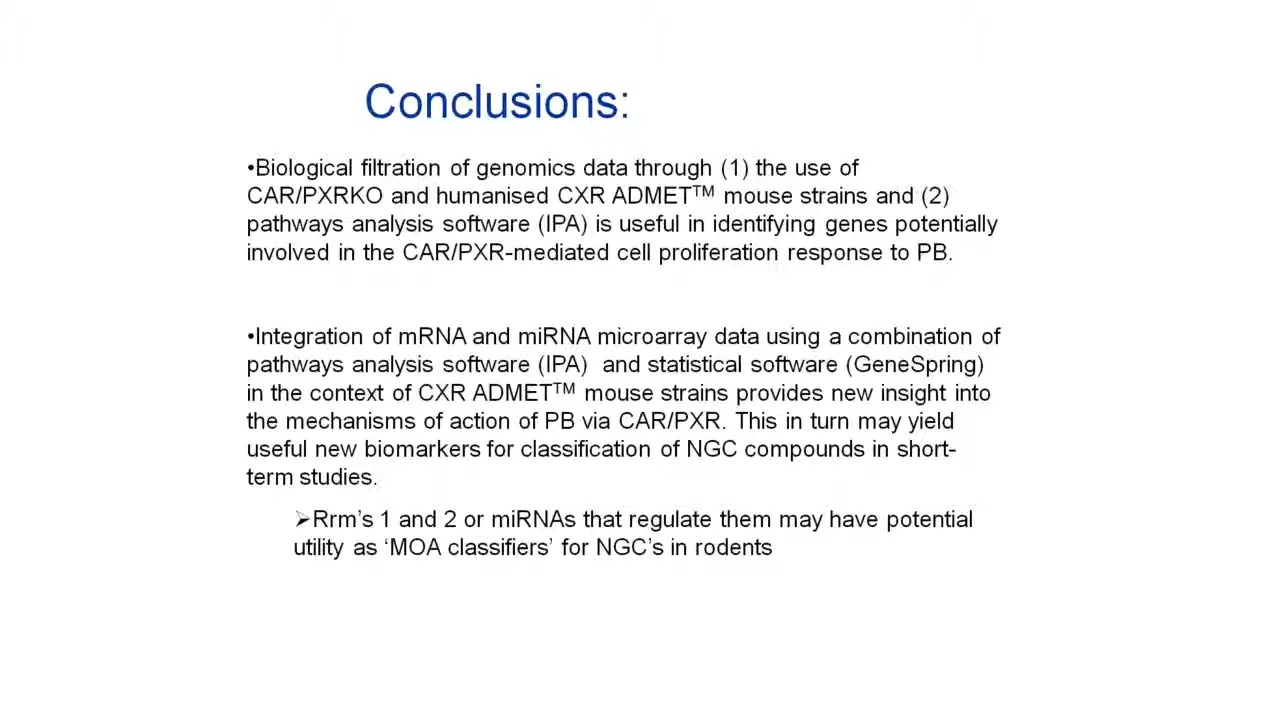 Conclusions:
•Biological filtration of genomics data through (1) the use of
CAR/PXRKO and humanised CXR ADMET™ mouse strains and (2)
pathways analysis software (IPA) is useful in identifying genes potentially
involved in the CAR/PXR-mediated cell proliferation response to PB.
•Integration of mRNA and miRNA microarray data using a combination of
pathways analysis software (IPA)  and statistical software (GeneSpring)
in the context of CXR ADMET™ mouse strains provides new insight into
the mechanisms of action of PB via CAR/PXR. This in turn may yield
useful new biomarkers for classification of NGC compounds in short-
term studies.
➢Rrm’s 1 and 2 or miRNAs that regulate them may have potential
utility as ‘MOA classifiers’ for NGC’s in rodents